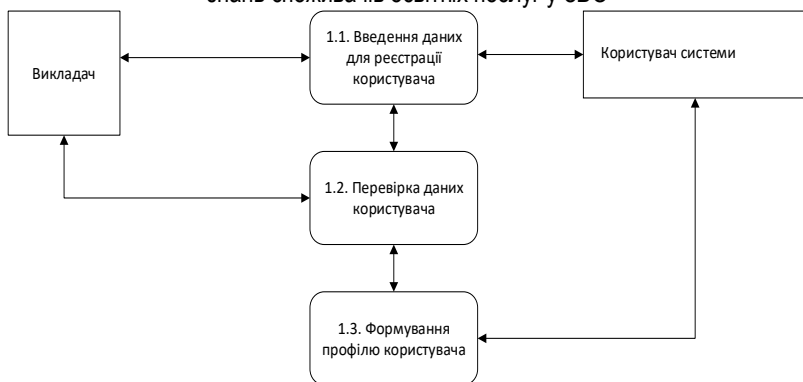 1.1. Введення даних
для реєстрації
користувача
Викладач
Користувач системи
1.2. Перевірка даних
користувача
1.3. Формування
профілю користувача